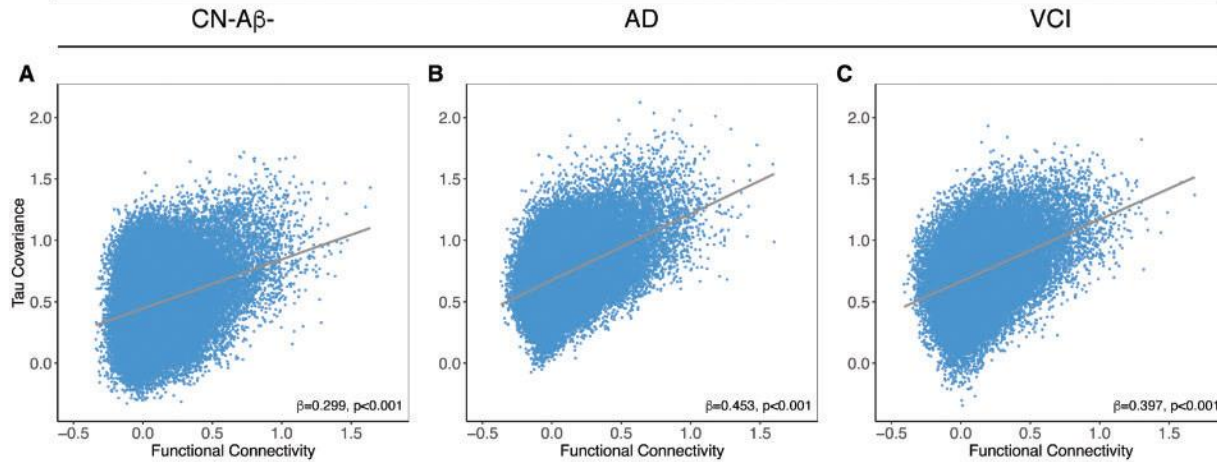 CN-Aβ- AD VCI
A B C
2.0 2.0 2.0
1.5 1.5 1.5
1.0 1.0 1.0
0.5 0.5 0.5
0.0 0.0 0.0
Tau Covariance
β=0.299, p<0.001 β=0.453, p<0.001 β=0.397, p<0.001
−0.5 0.0 0.5 1.0 1.5 −0.5 0.0 0.5 1.0 1.5 −0.5 0.0 0.5 1.0 1.5
Functional Connectivity Functional Connectivity Functional Connectivity